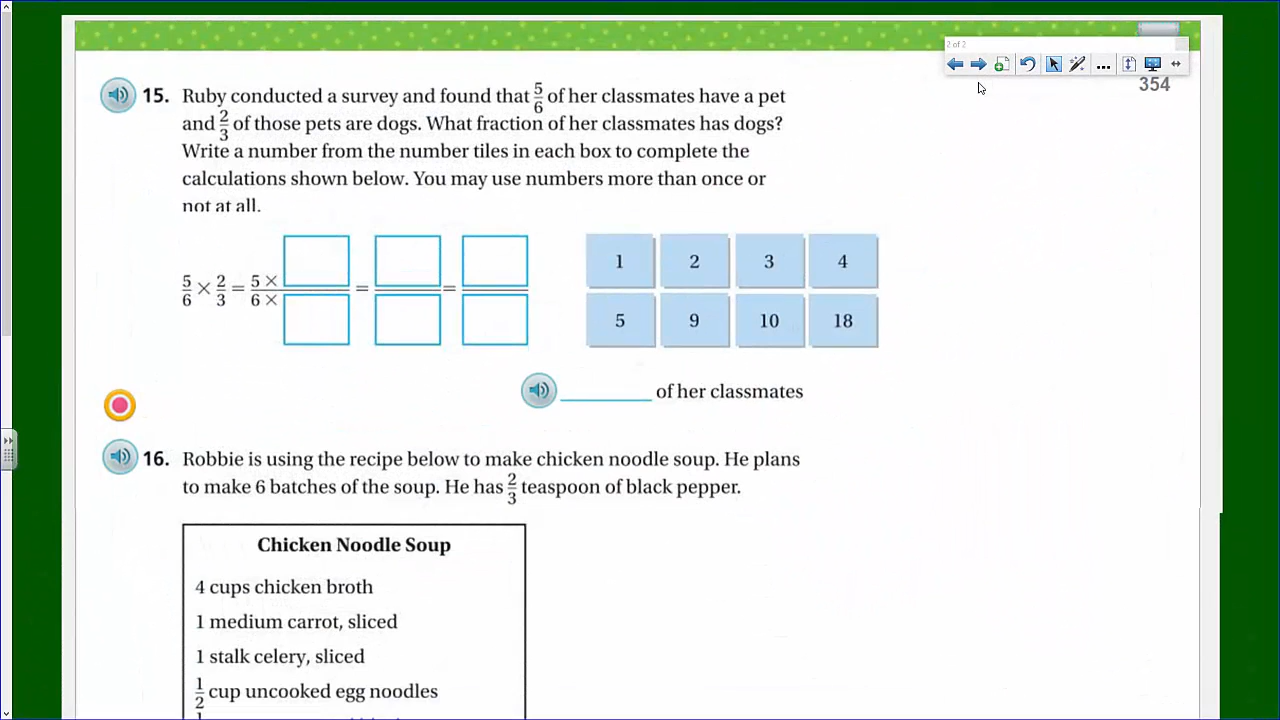 2 of 2
354
15. Ruby conducted a survey and found that 5/6 of her classmates have a pet
and 2/3 of those pets are dogs. What fraction of her classmates has dogs?
Write a number from the number tiles in each box to complete the
calculations shown below. You may use numbers more than once or
not at all.
5/6 × 2/3 = 5 ×/6 × = =
1 2 3 4
5 9 10 18
________ of her classmates
16. Robbie is using the recipe below to make chicken noodle soup. He plans
to make 6 batches of the soup. He has 2/3 teaspoon of black pepper.
Chicken Noodle Soup
4 cups chicken broth
1 medium carrot, sliced
1 stalk celery, sliced
1/2 cup uncooked egg noodles